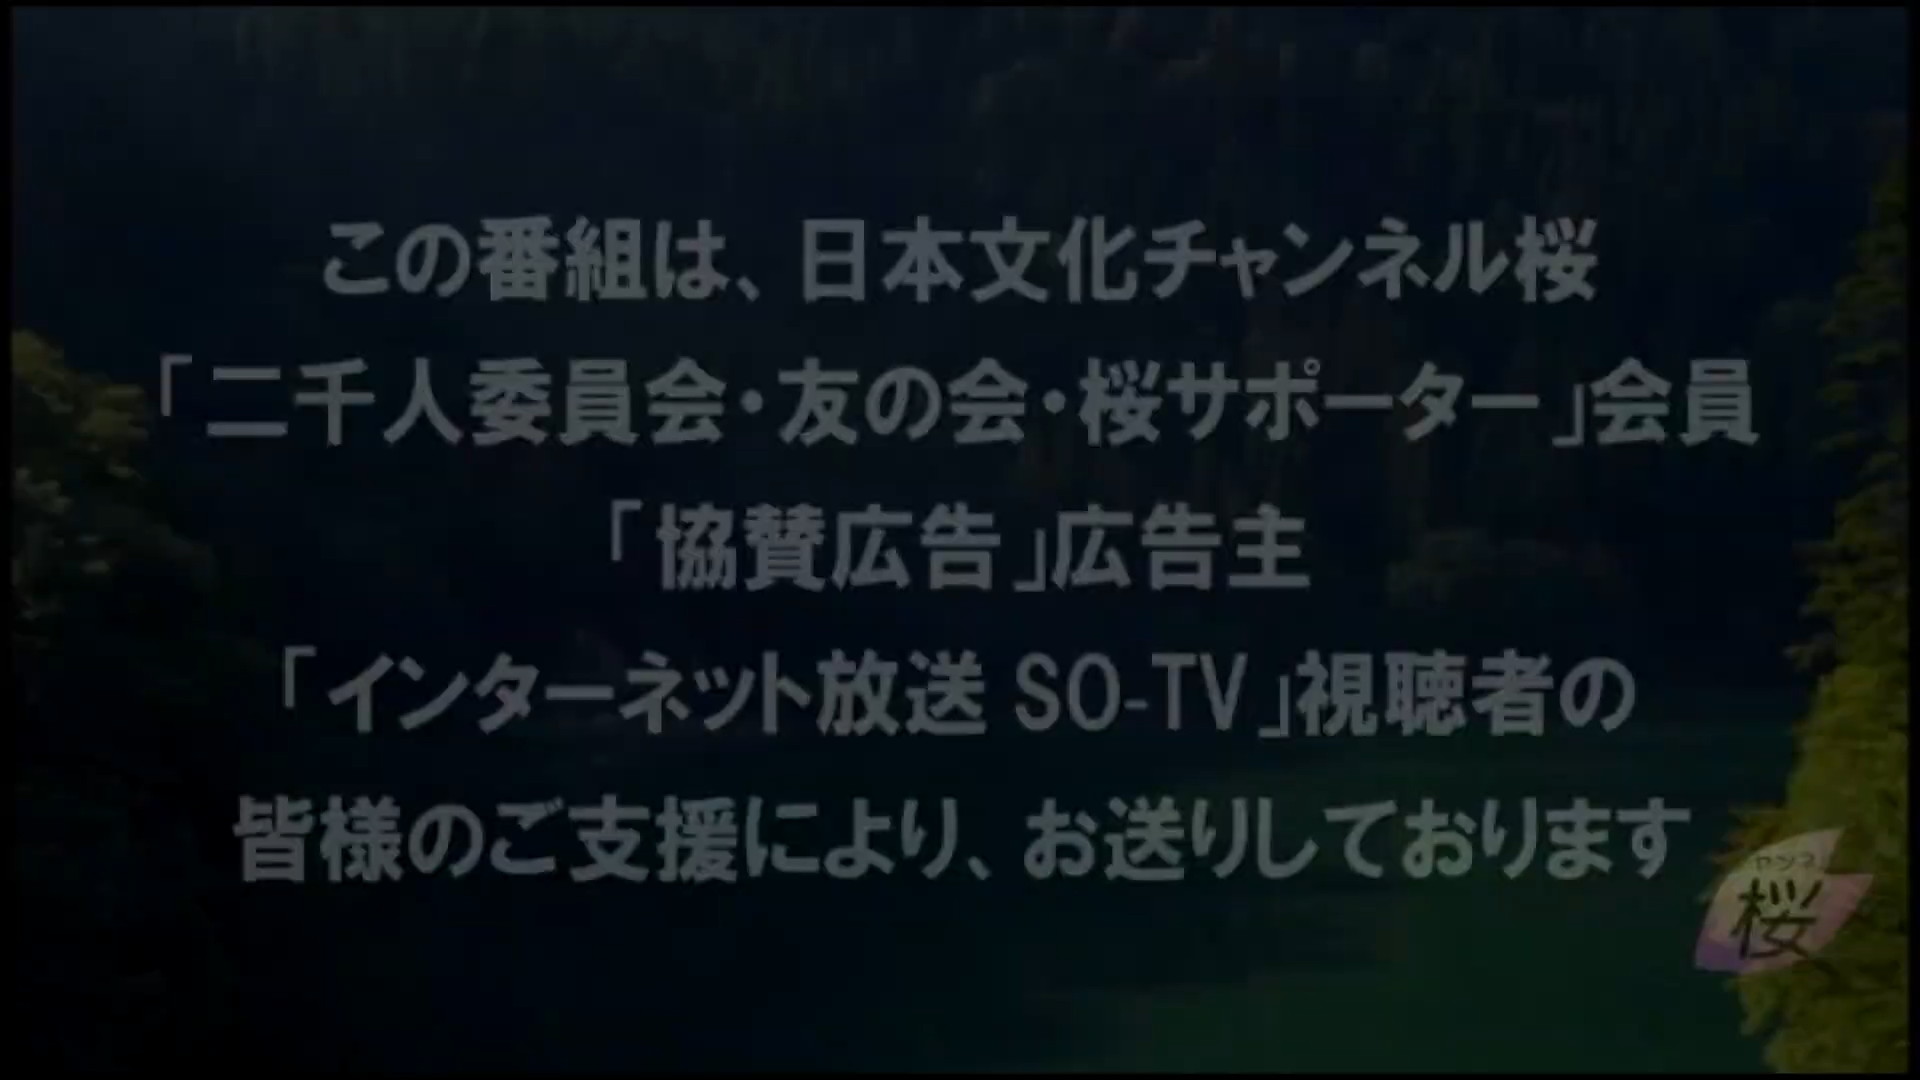 この番組は、日本文化チャンネル桜
「二千人委員会・友の会・桜サポーター」会員
「協賛広告」広告主
「インターネット放送 SO-TV」視聴者の
皆様のご支援により、お送りしております
桜